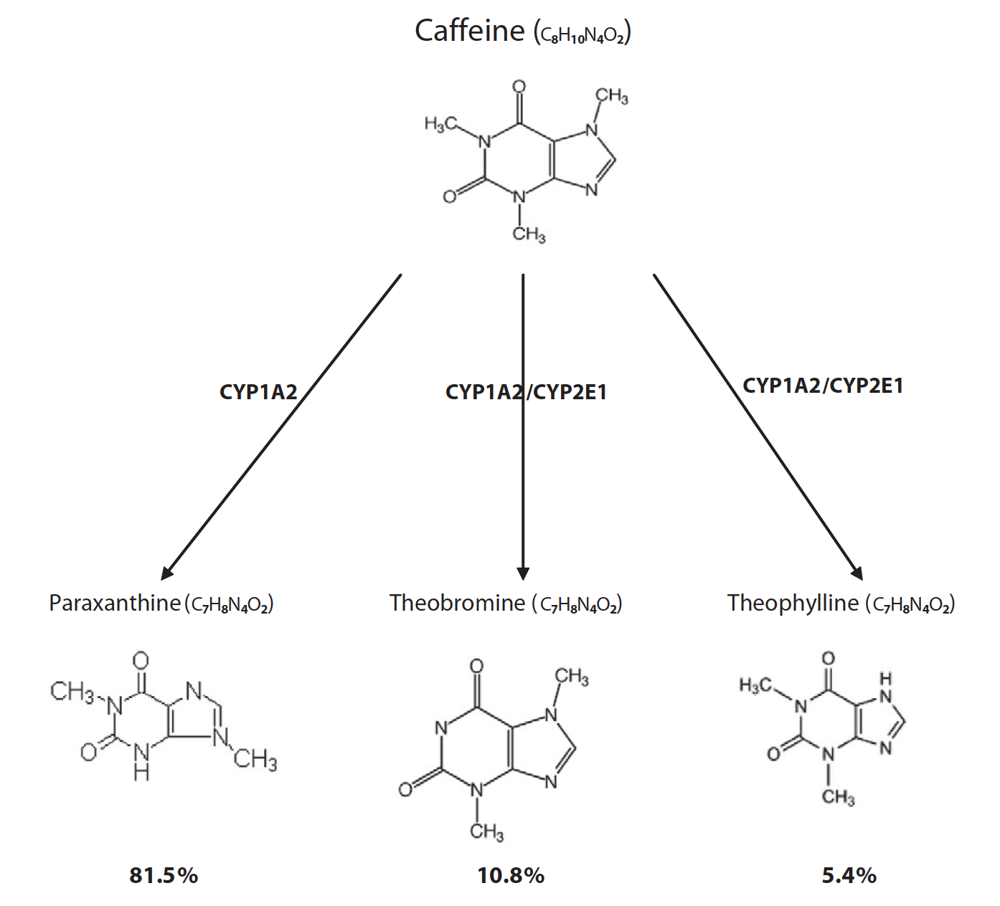 Caffeine (C₈H₁₀N₄O₂)
O
CH₃
H₃C
N
N
O
N
N
CH₃
CYP1A2
CYP1A2/CYP2E1
CYP1A2/CYP2E1
Paraxanthine (C₇H₈N₄O₂)
Theobromine (C₇H₈N₄O₂)
Theophylline (C₇H₈N₄O₂)
O
CH₃
N
N
O
N
H
N
CH₃
O
CH₃
N
N
O
N
N
CH₃
O
H
H₃C
N
N
O
N
N
CH₃
81.5%
10.8%
5.4%